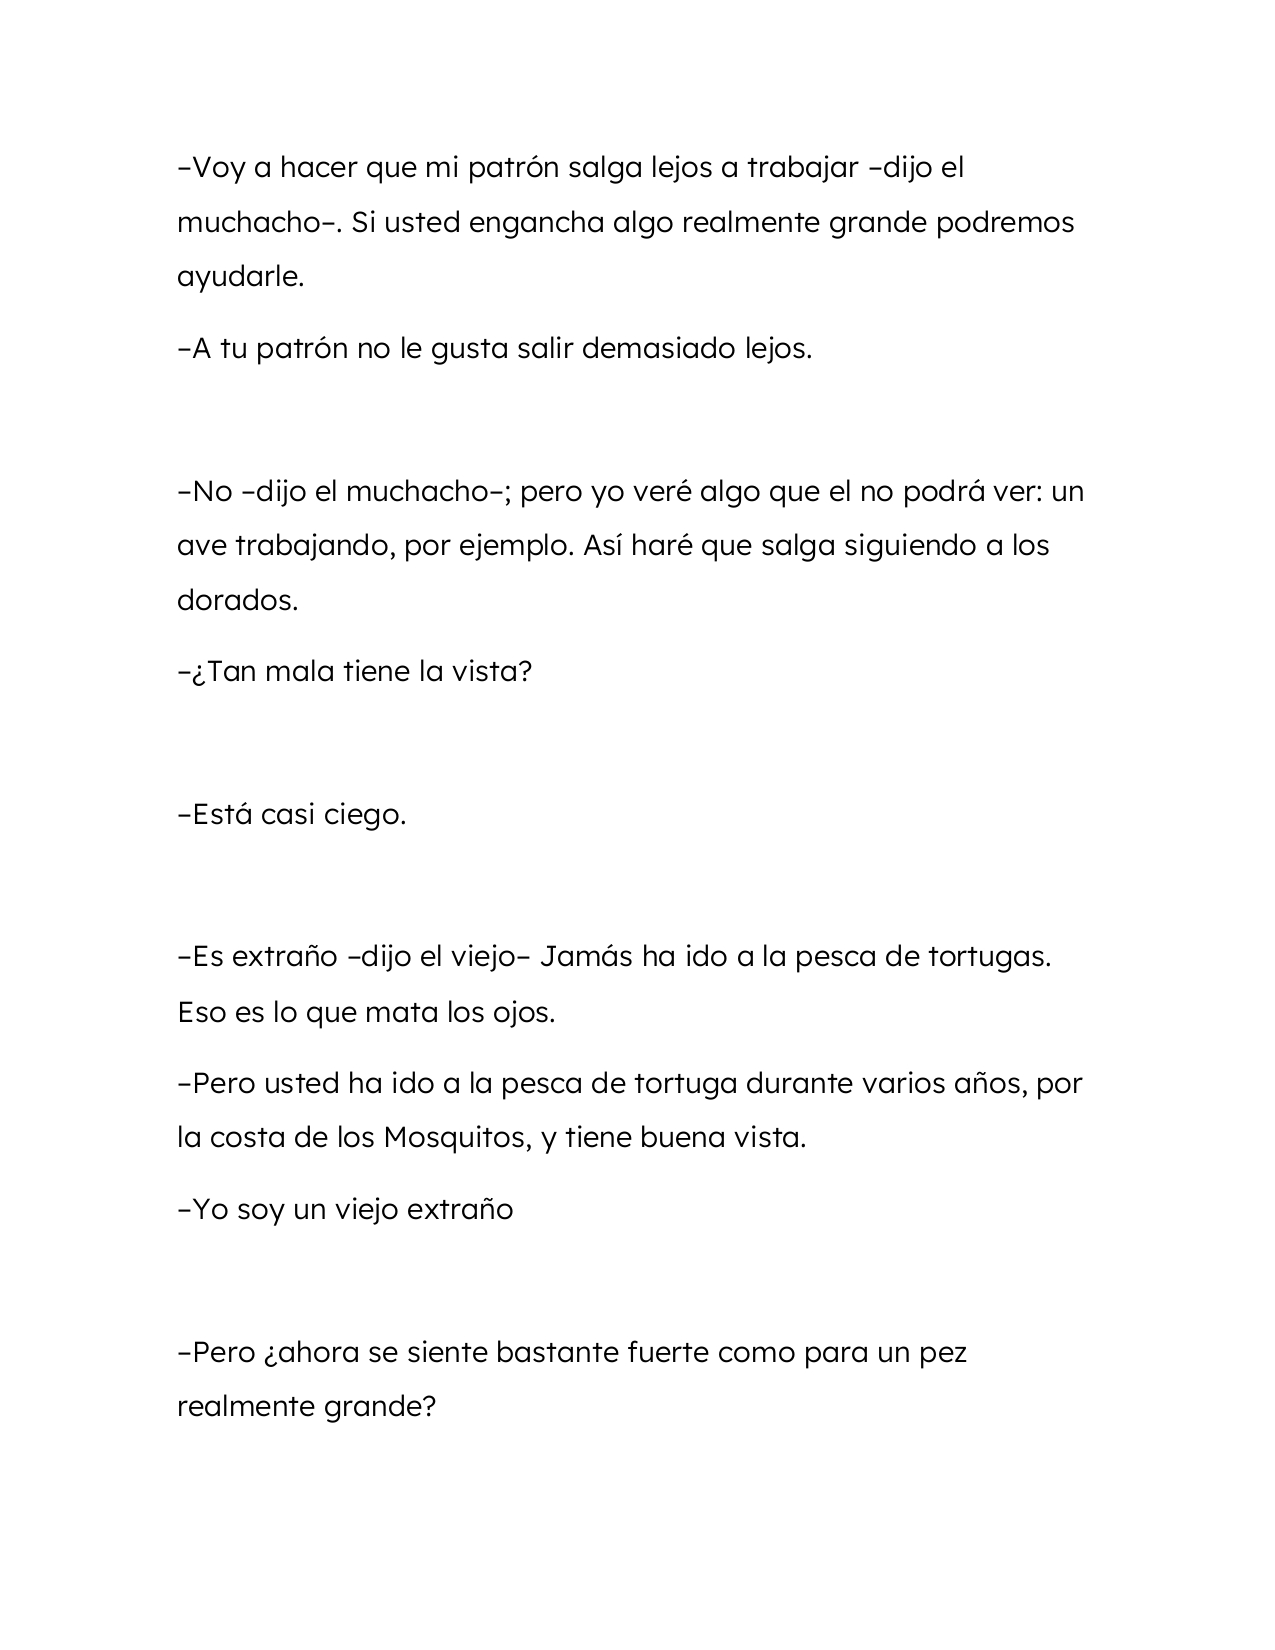 –Voy a hacer que mi patrón salga lejos a trabajar –dijo el
muchacho–. Si usted engancha algo realmente grande podremos
ayudarle.
–A tu patrón no le gusta salir demasiado lejos.
–No –dijo el muchacho–; pero yo veré algo que el no podrá ver: un
ave trabajando, por ejemplo. Así haré que salga siguiendo a los
dorados.
–¿Tan mala tiene la vista?
–Está casi ciego.
–Es extraño –dijo el viejo– Jamás ha ido a la pesca de tortugas.
Eso es lo que mata los ojos.
–Pero usted ha ido a la pesca de tortuga durante varios años, por
la costa de los Mosquitos, y tiene buena vista.
–Yo soy un viejo extraño
–Pero ¿ahora se siente bastante fuerte como para un pez
realmente grande?